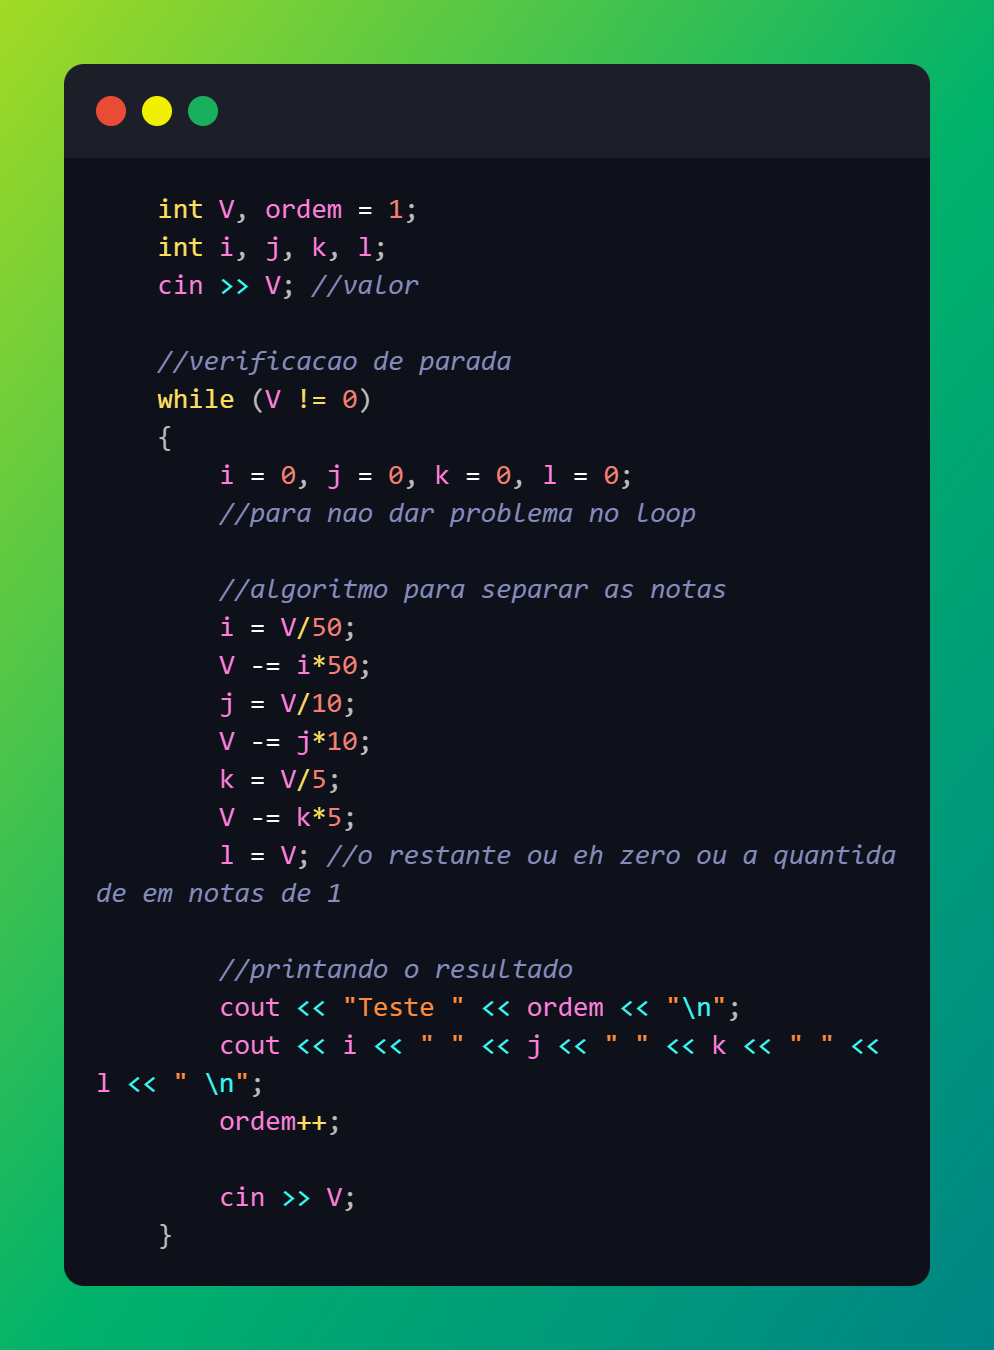 int V, ordem = 1;
int i, j, k, l;
cin >> V; //valor
//verificacao de parada
while (V != 0)
{
i = 0, j = 0, k = 0, l = 0;
//para nao dar problema no loop
//algoritmo para separar as notas
i = V/50;
V -= i*50;
j = V/10;
V -= j*10;
k = V/5;
V -= k*5;
l = V; //o restante ou eh zero ou a quantida
de em notas de 1
//printando o resultado
cout << "Teste " << ordem << "\n";
cout << i << " " << j << " " << k << " " <<
l << " \n";
ordem++;
cin >> V;
}